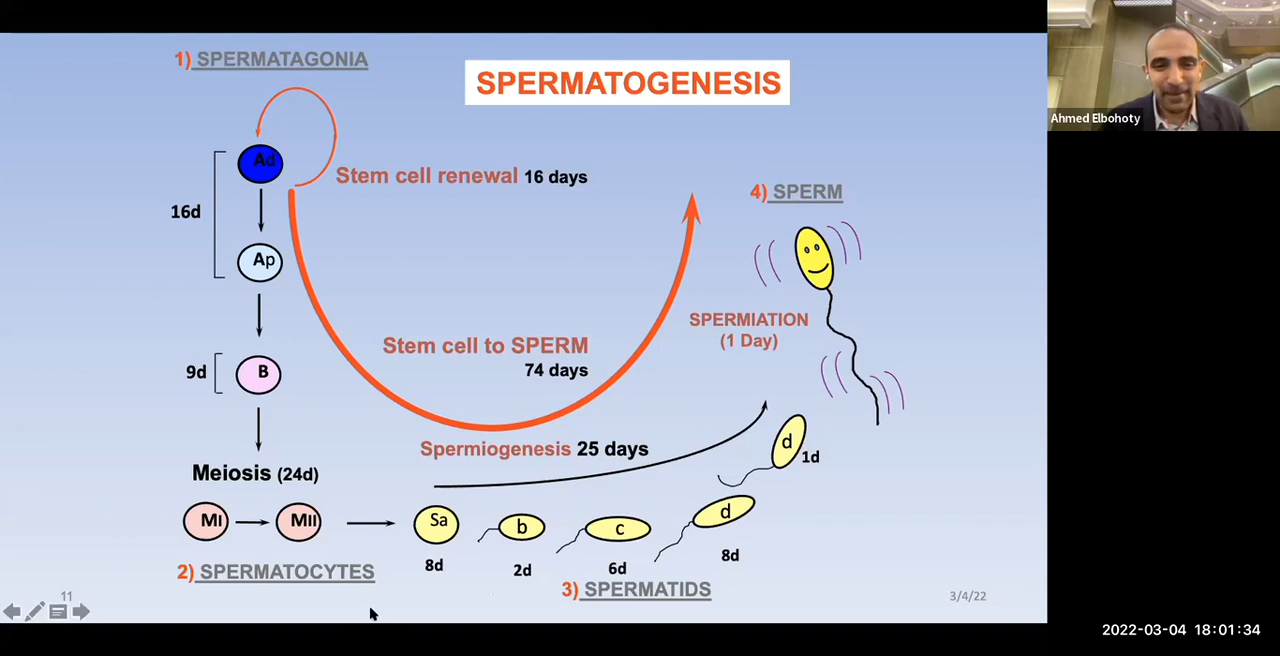 1) SPERMATAGONIA
SPERMATOGENESIS
Ahmed Elbohoty
Ad
Stem cell renewal 16 days
4) SPERM
16d
Ap
SPERMIATION
(1 Day)
Stem cell to SPERM
74 days
9d
B
Spermiogenesis 25 days
d
1d
Meiosis (24d)
MI
MII
Sa
b
c
d
8d
2d
6d
8d
2) SPERMATOCYTES
3) SPERMATIDS
11
3/4/22
2022-03-04 18:01:34